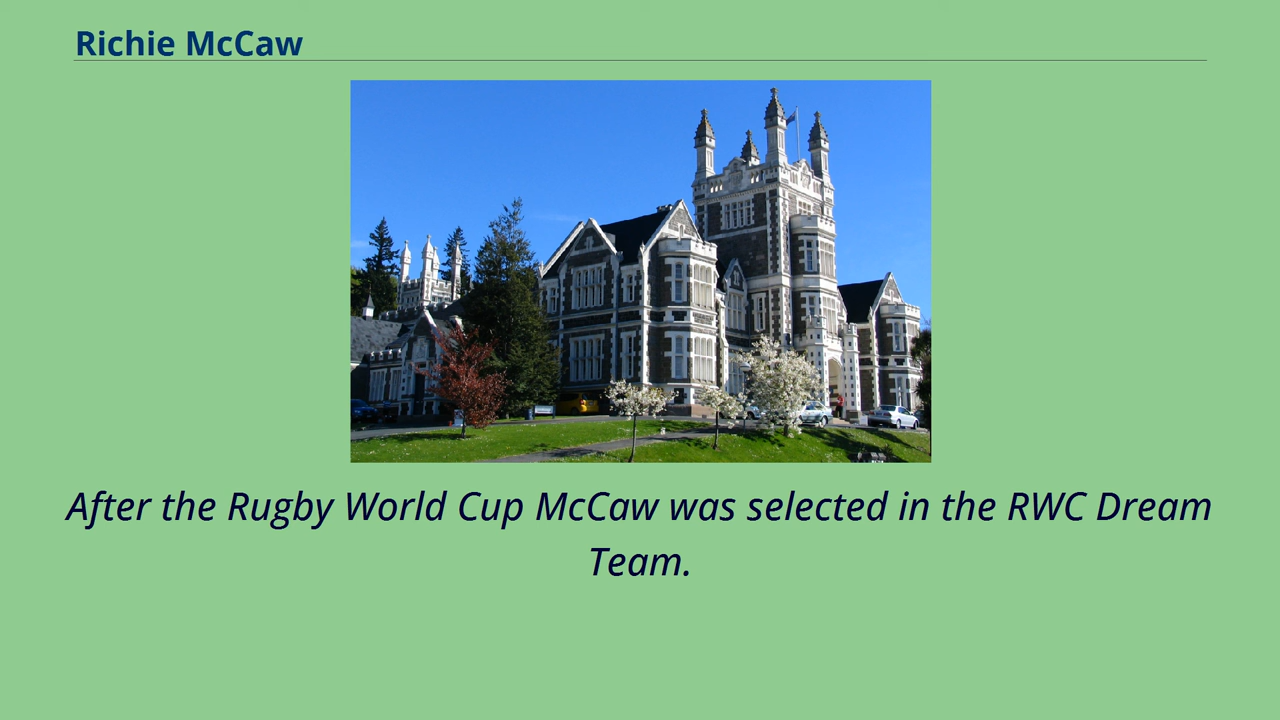 Richie McCaw
After the Rugby World Cup McCaw was selected in the RWC Dream
Team.